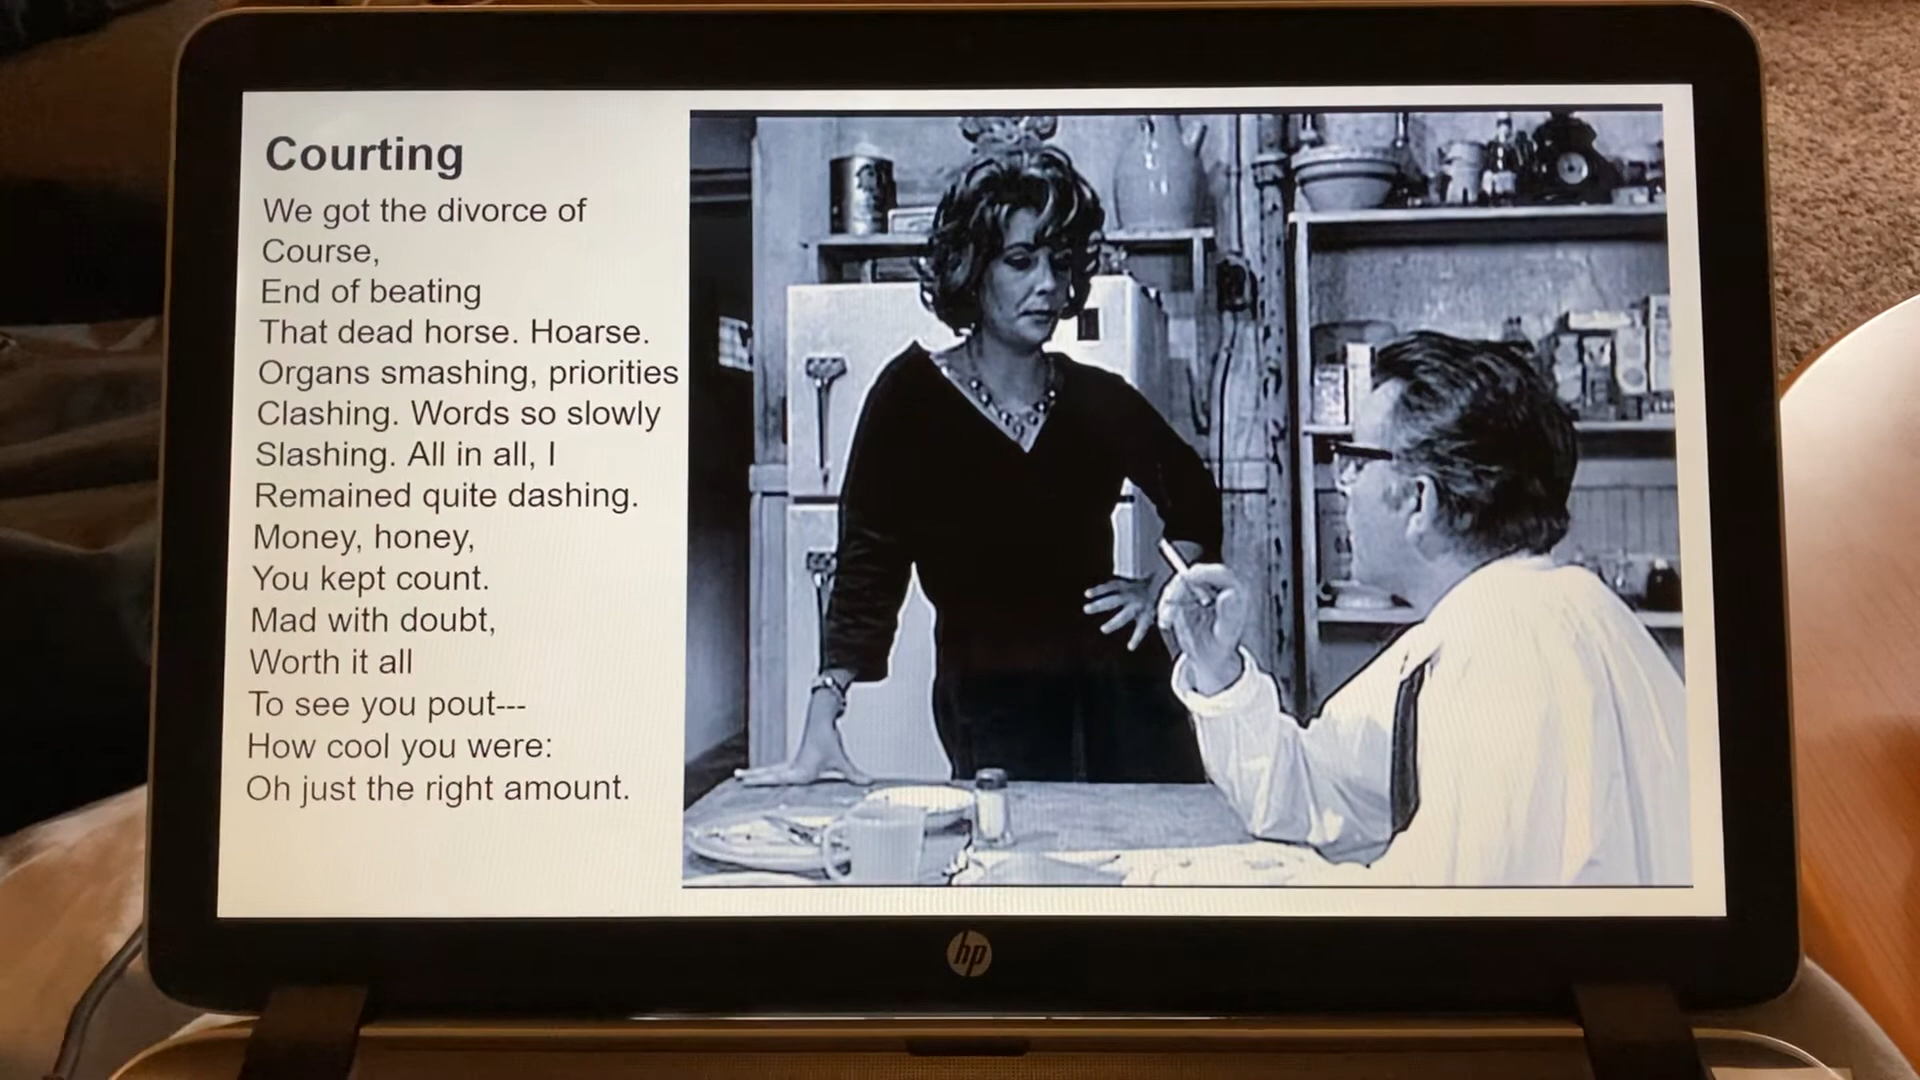 Courting
We got the divorce of
Course,
End of beating
That dead horse. Hoarse.
Organs smashing, priorities
Clashing. Words so slowly
Slashing. All in all, I
Remained quite dashing.
Money, honey,
You kept count.
Mad with doubt,
Worth it all
To see you pout---
How cool you were:
Oh just the right amount.
hp